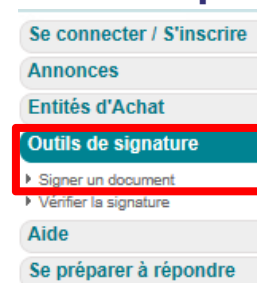 Se connecter / S'inscrire
Annonces
Entités d'Achat
Outils de signature
Signer un document
Vérifier la signature
Aide
Se préparer à répondre